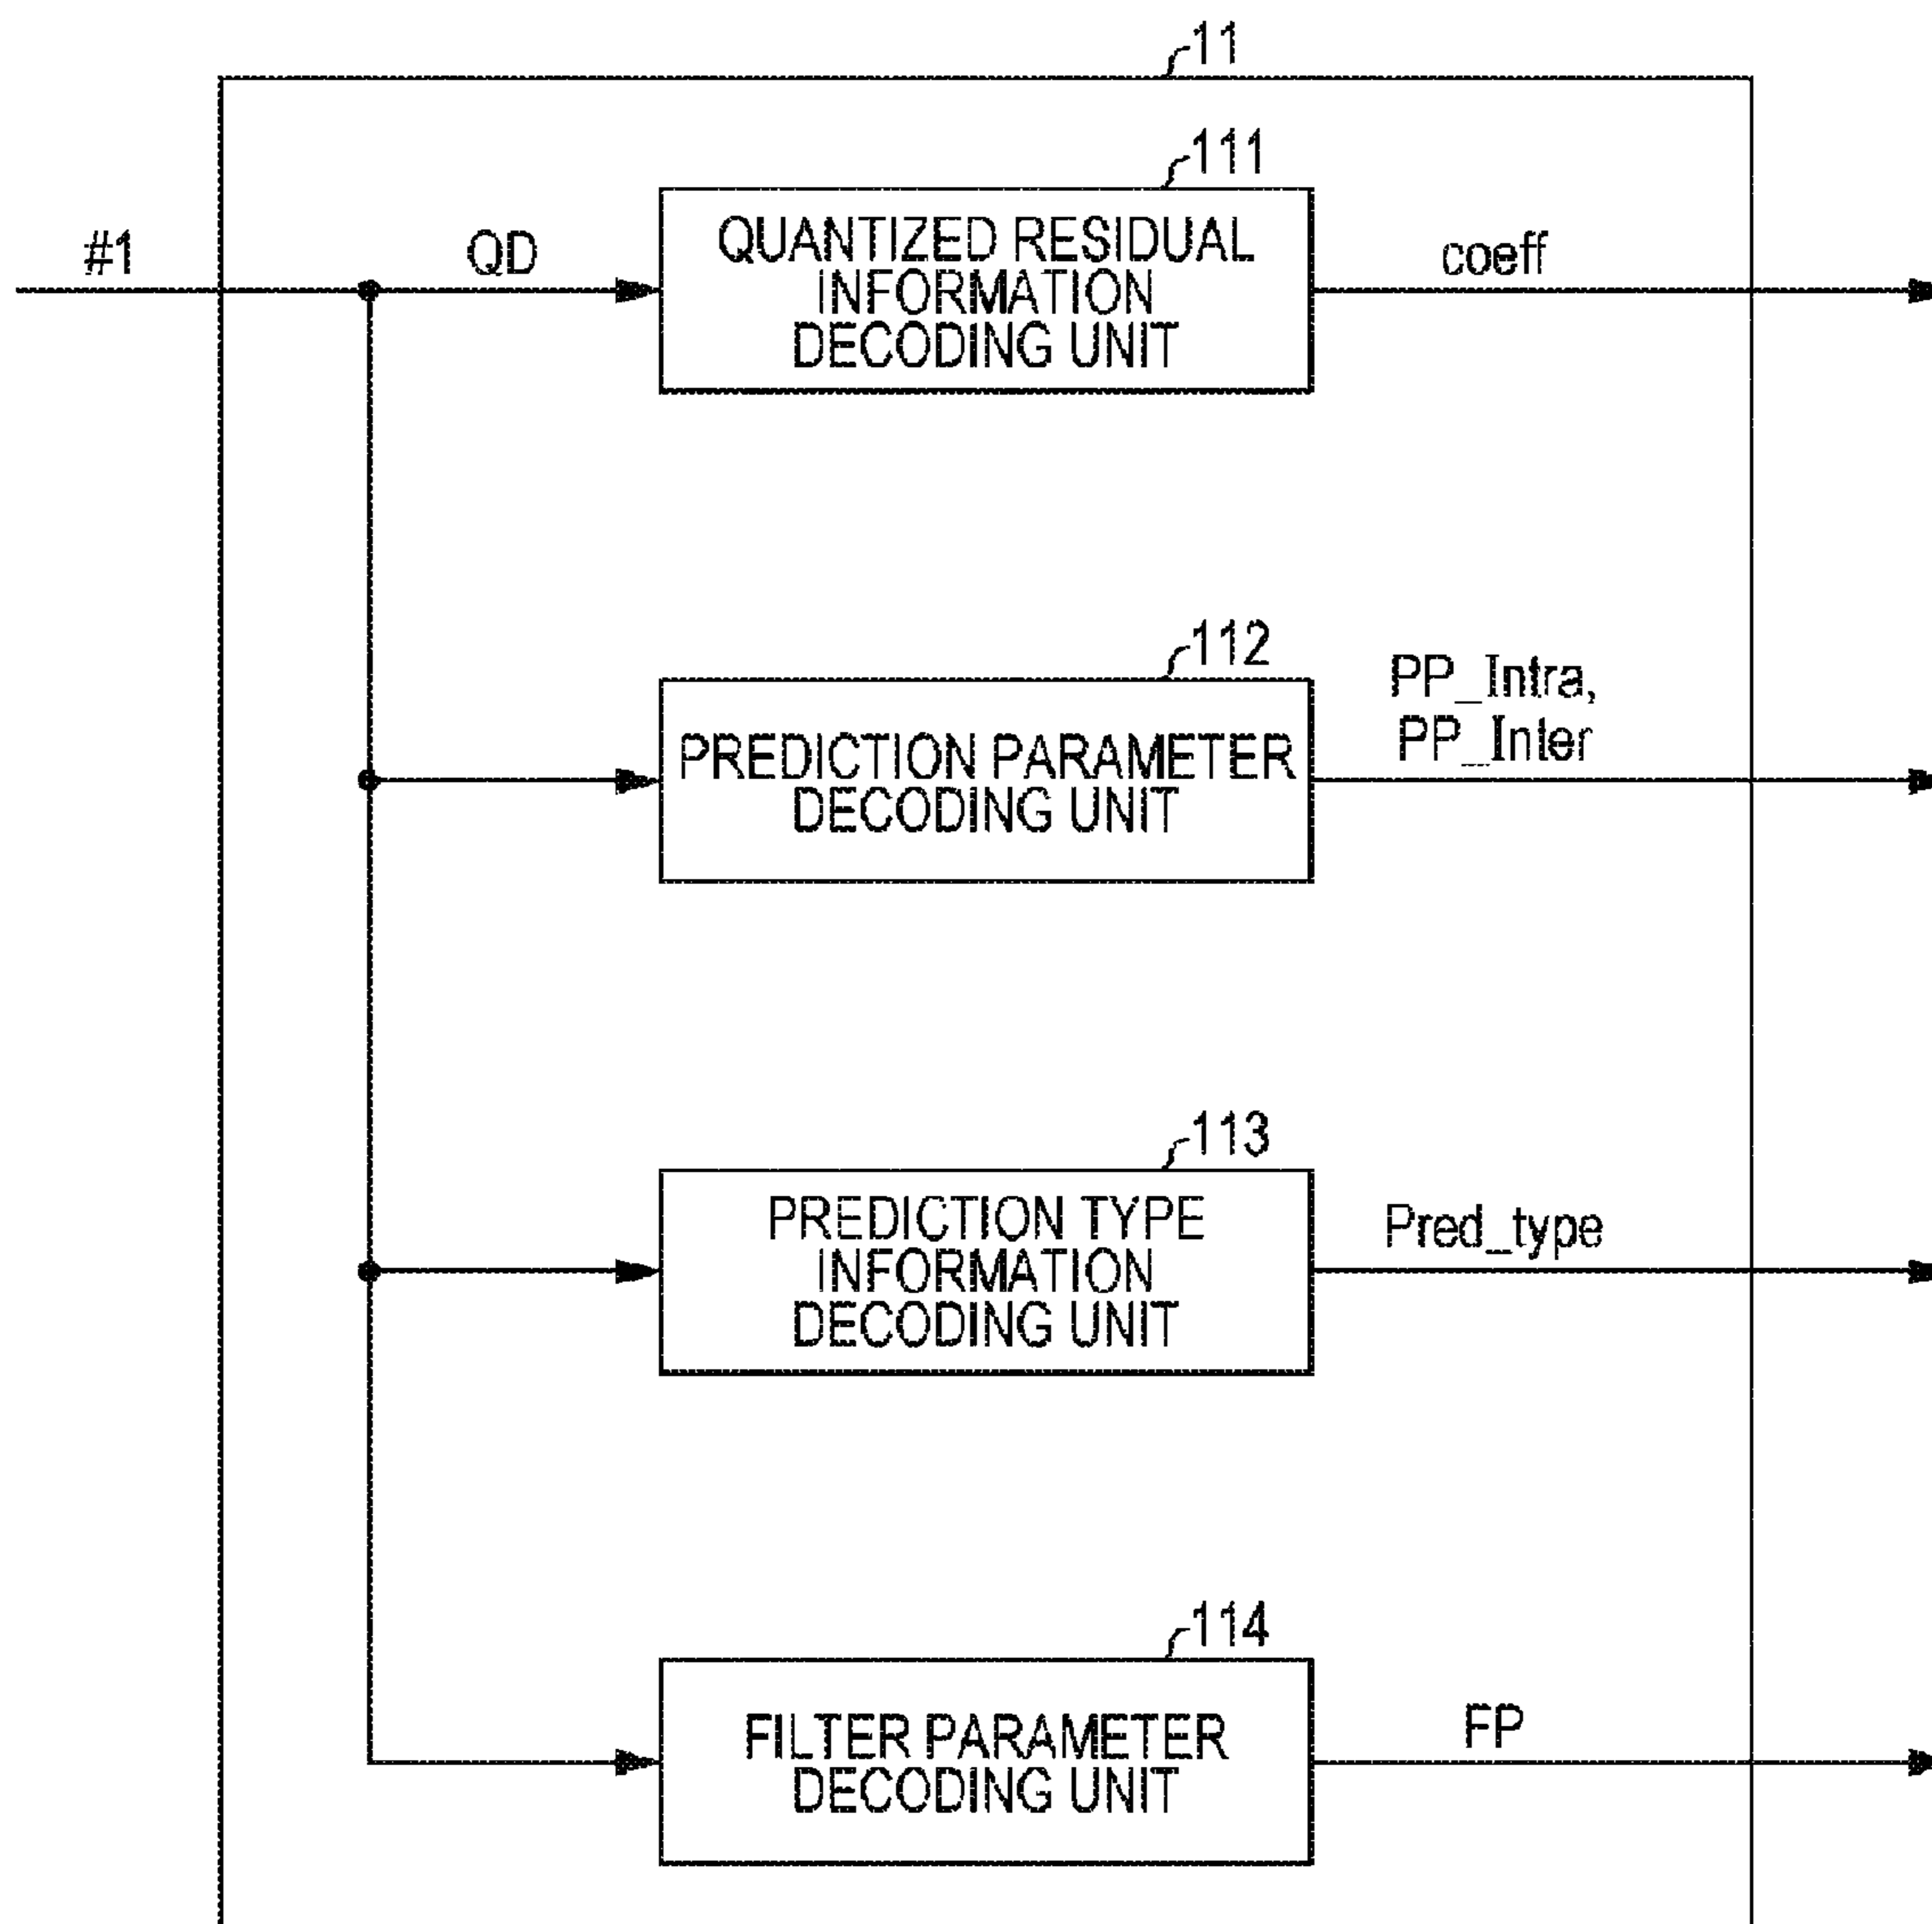 11
111
#1
QD
QUANTIZED RESIDUAL
INFORMATION
DECODING UNIT
coeff
112
PREDICTION PARAMETER
DECODING UNIT
PP_Intra,
PP_Inter
113
PREDICTION TYPE
INFORMATION
DECODING UNIT
Pred_type
114
FILTER PARAMETER
DECODING UNIT
FP